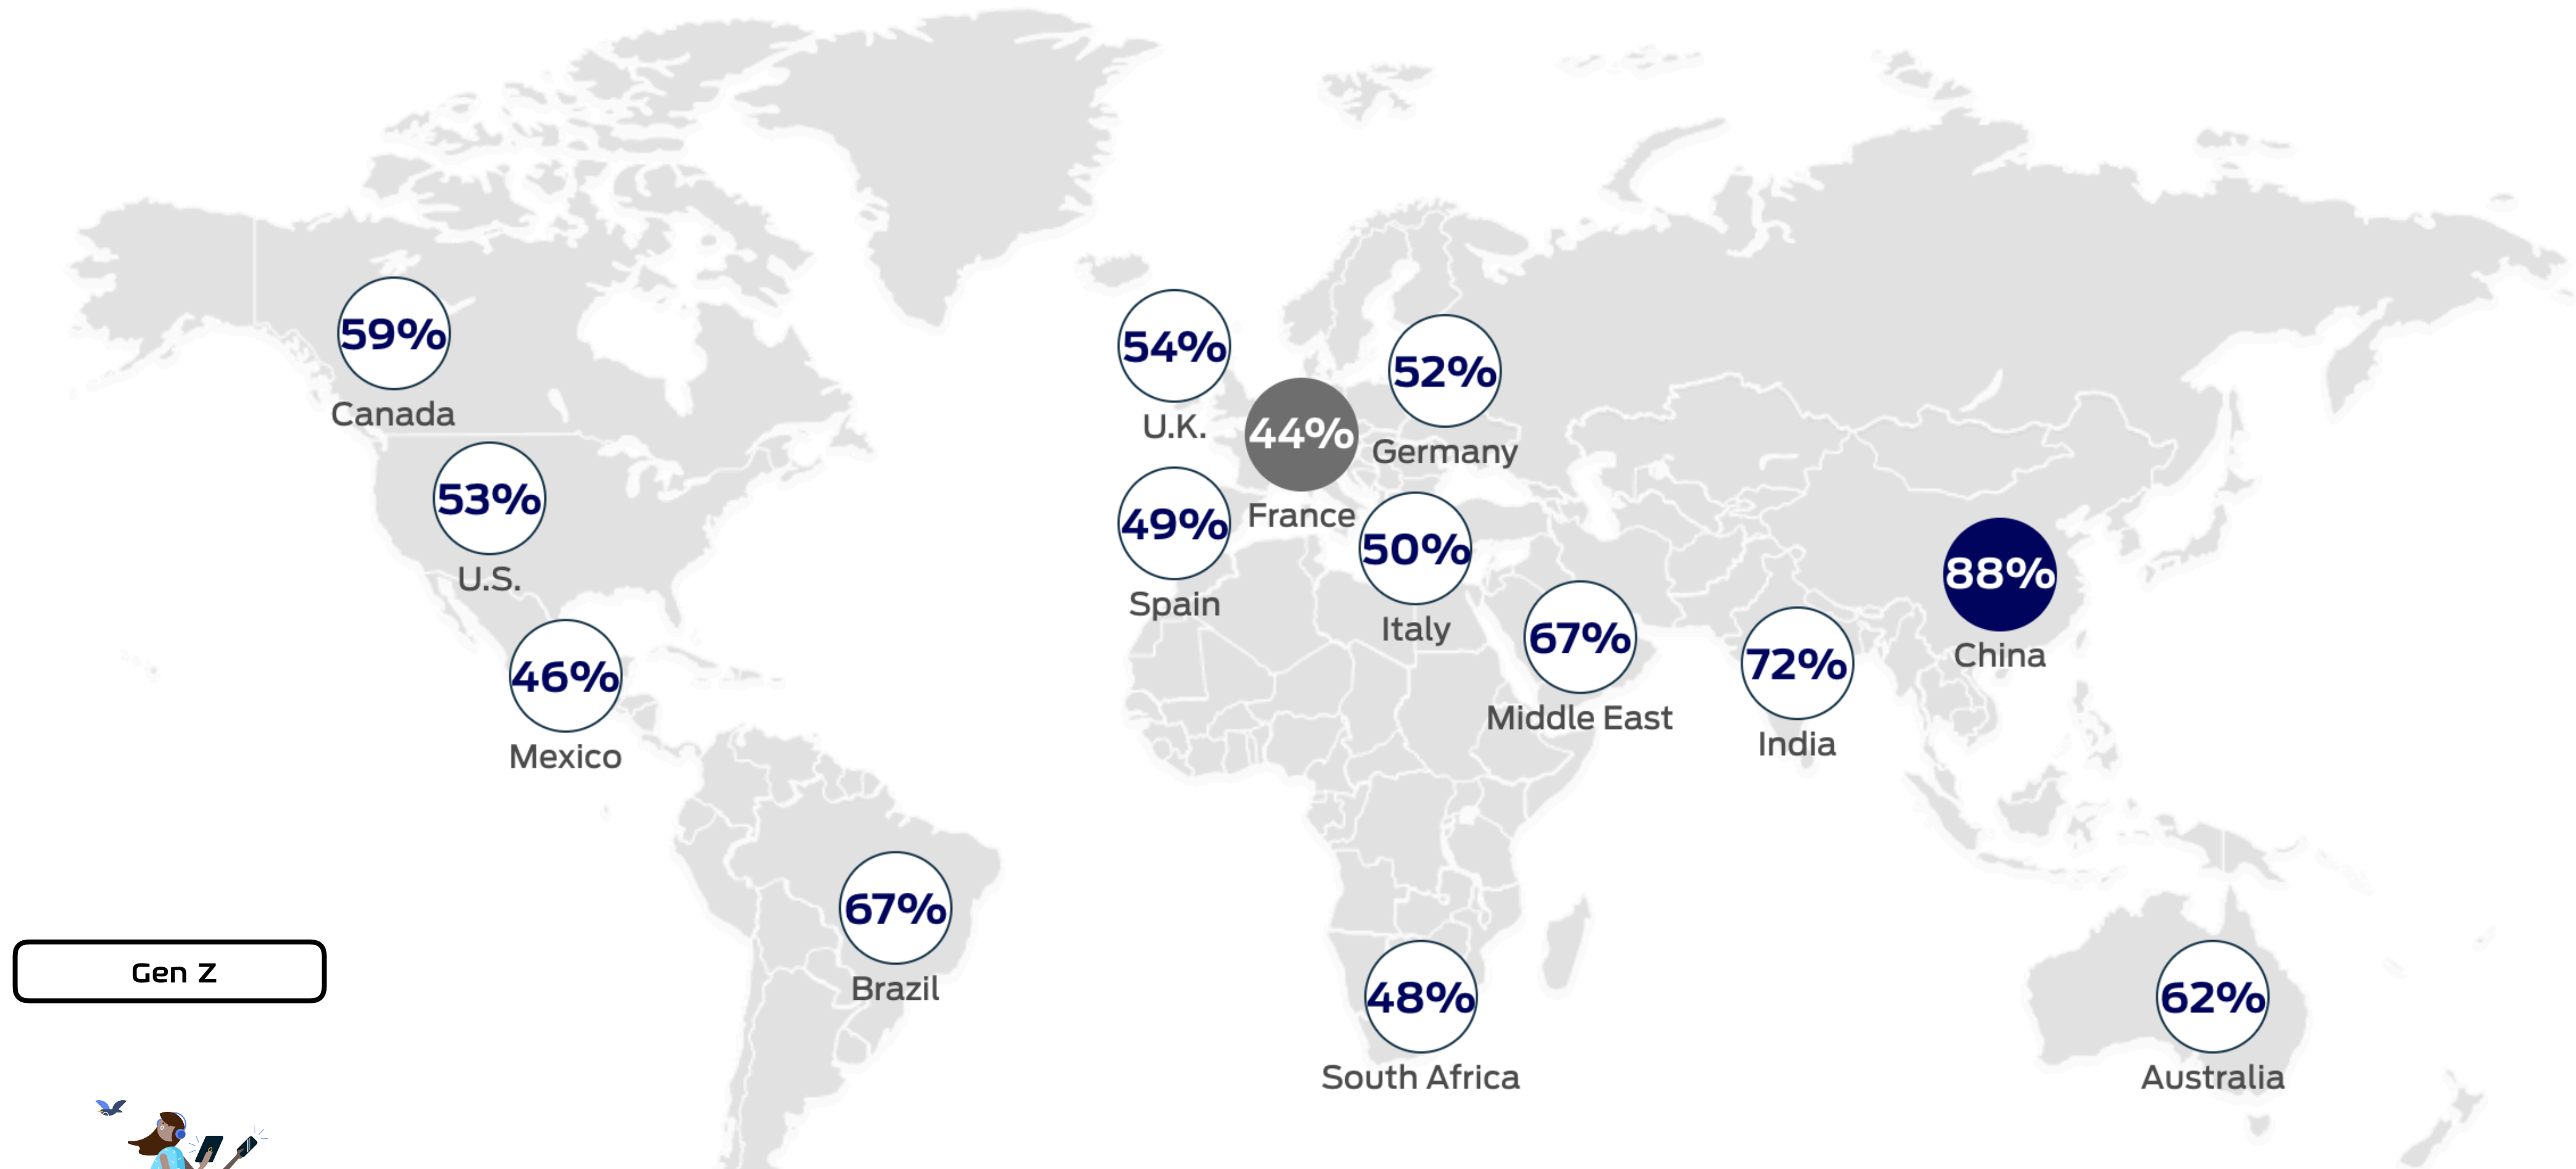 59%
Canada
53%
U.S.
46%
Mexico
67%
Brazil
54%
U.K.
44%
France
52%
Germany
49%
Spain
50%
Italy
67%
Middle East
72%
India
88%
China
48%
South Africa
62%
Australia
Gen Z